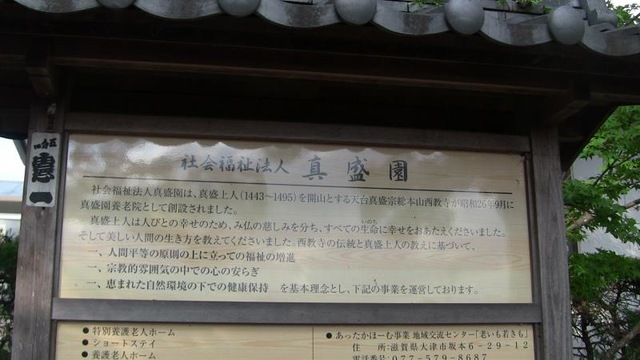 社会福祉法人 真盛園
社会福祉法人真盛園は、真盛上人(1443〜1495)を開山とする天台真盛宗総本山西教寺が昭和26年9月に
真盛園養老院として創設されました。
真盛上人は人びとの幸せのため、み仏の慈しみを分ち、すべての生命に幸せをおあたえくださいました。
いのち
そして美しい人間の生き方を教えてくださいました。西教寺の伝統と真盛上人の教えに基づいて、
一、人間平等の原則の上に立っての福祉の増進
一、宗教的雰囲気の中での心の安らぎ
一、恵まれた自然環境の下での健康保持 を基本理念とし、下記の事業を運営しております。
●特別養護老人ホーム
●ショートステイ
●養護老人ホーム
●あったかほーむ事業 地域交流センター「老いも若きも」
住 所:滋賀県大津市坂本6-29-12
電話番号:077-579-8687